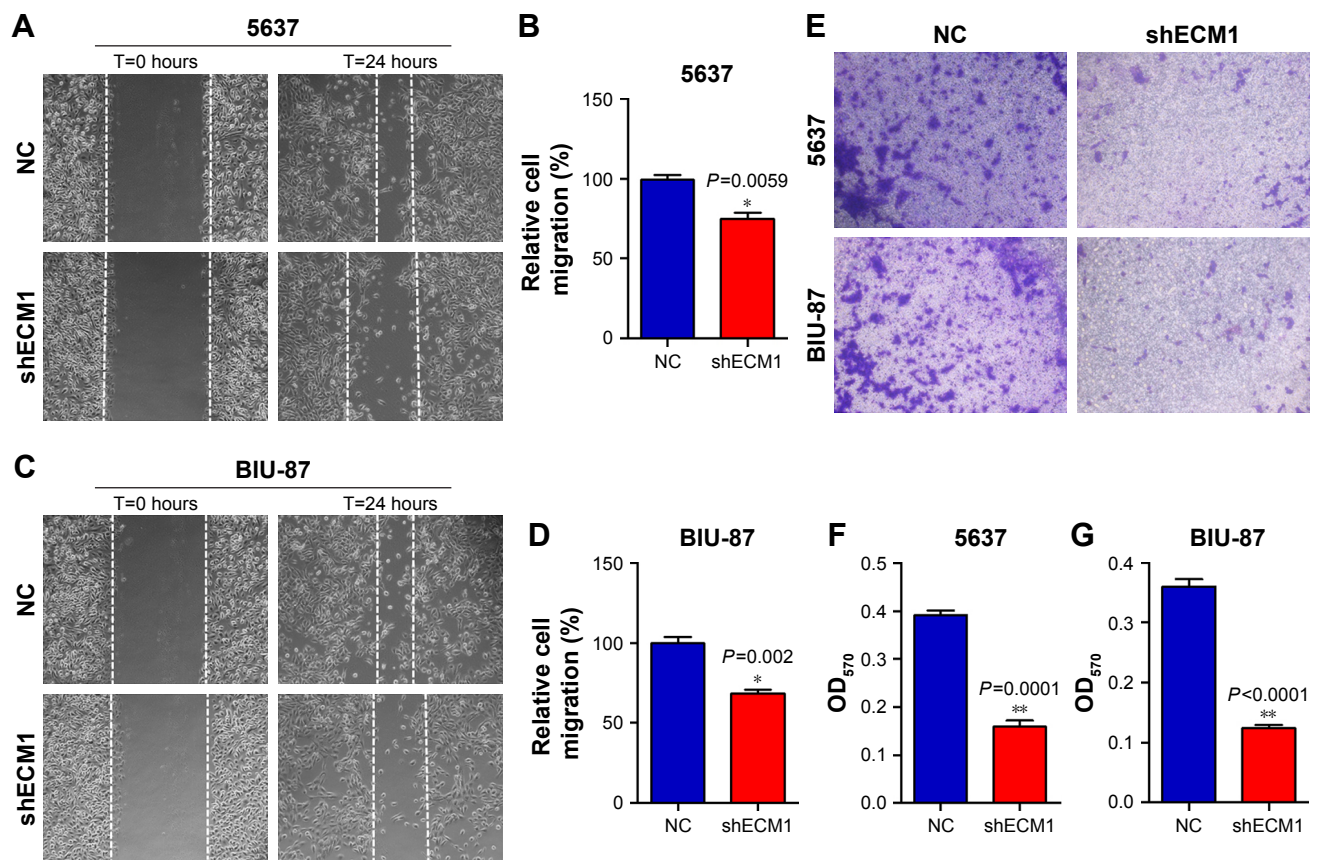 A
5637
T=0 hours
T=24 hours
NC
shECM1
B
5637
Relative cell
migration (%)
150
100
50
0
P=0.0059
*
NC
shECM1
E
NC
shECM1
5637
BIU-87
C
BIU-87
T=0 hours
T=24 hours
NC
shECM1
D
BIU-87
Relative cell
migration (%)
150
100
50
0
P=0.002
*
NC
shECM1
F
5637
OD570
0.5
0.4
0.3
0.2
0.1
0.0
P=0.0001
**
NC
shECM1
G
BIU-87
OD570
0.4
0.3
0.2
0.1
0.0
P<0.0001
**
NC
shECM1